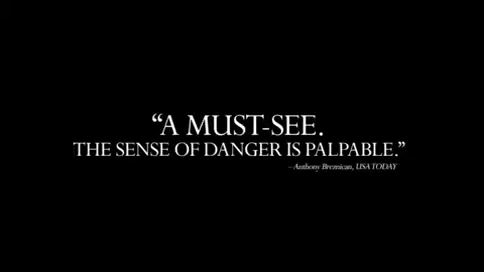 “A MUST-SEE.
THE SENSE OF DANGER IS PALPABLE.”
– Anthony Breznican, USA TODAY